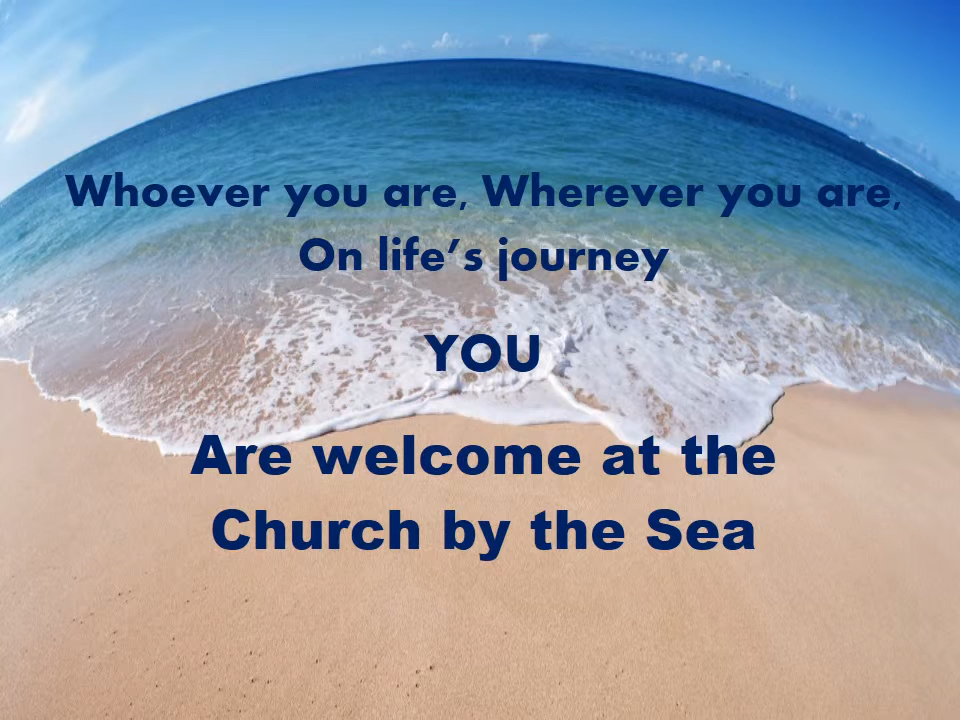 Whoever you are, Wherever you are,
On life’s journey
YOU
Are welcome at the
Church by the Sea